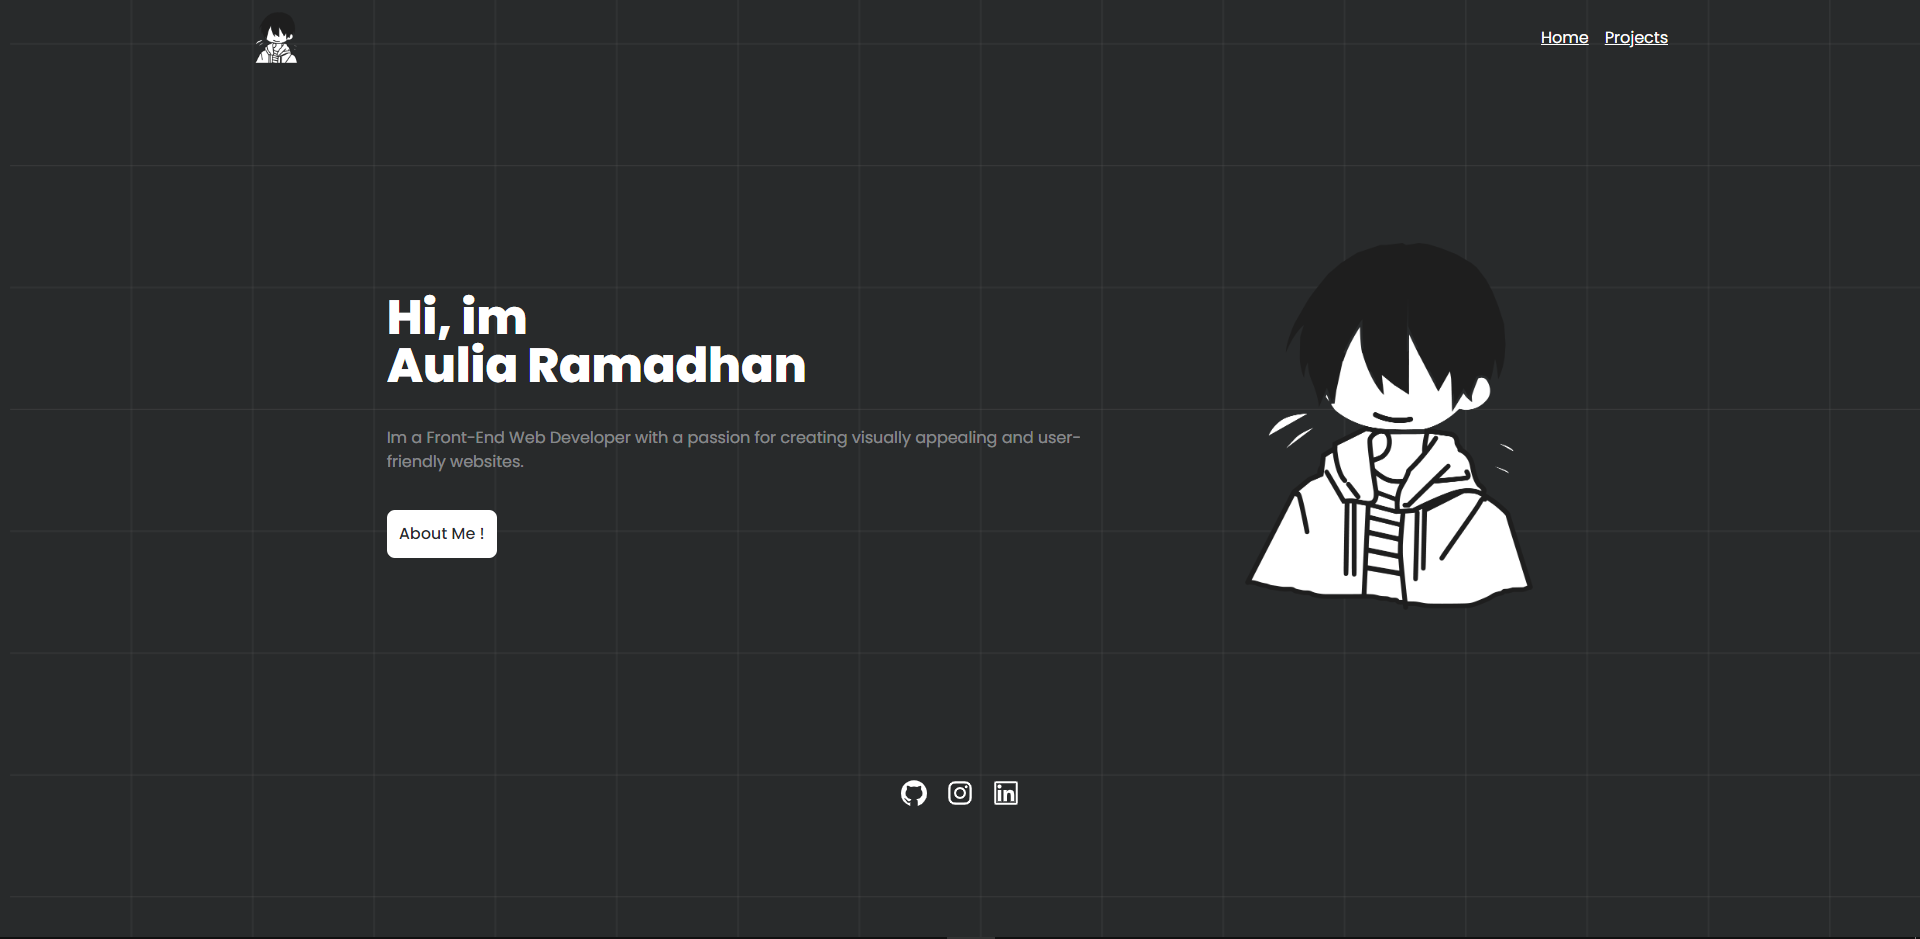 Home Projects
Hi, im
Aulia Ramadhan
Im a Front-End Web Developer with a passion for creating visually appealing and user-
friendly websites.
About Me !